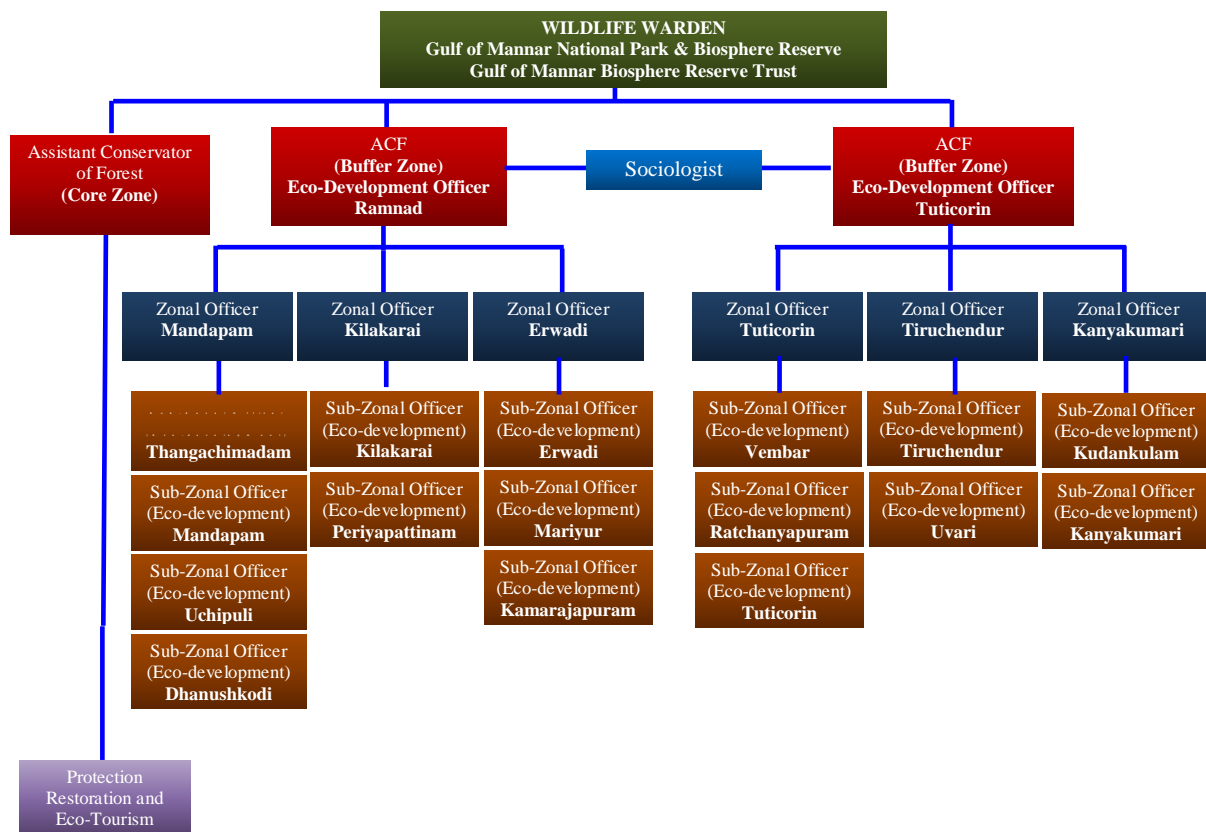 WILDLIFE WARDEN
Gulf of Mannar National Park & Biosphere Reserve
Gulf of Mannar Biosphere Reserve Trust
Assistant Conservator
of Forest
(Core Zone)
ACF
(Buffer Zone)
Eco-Development Officer
Ramnad
Sociologist
ACF
(Buffer Zone)
Eco-Development Officer
Tuticorin
Zonal Officer
Mandapam
Zonal Officer
Kilakarai
Zonal Officer
Erwadi
Zonal Officer
Tuticorin
Zonal Officer
Tiruchendur
Zonal Officer
Kanyakumari
Thangachimadam
Sub-Zonal Officer
(Eco-development)
Mandapam
Sub-Zonal Officer
(Eco-development)
Uchipuli
Sub-Zonal Officer
(Eco-development)
Dhanushkodi
Sub-Zonal Officer
(Eco-development)
Kilakarai
Sub-Zonal Officer
(Eco-development)
Periyapattinam
Sub-Zonal Officer
(Eco-development)
Erwadi
Sub-Zonal Officer
(Eco-development)
Mariyur
Sub-Zonal Officer
(Eco-development)
Kamarajapuram
Sub-Zonal Officer
(Eco-development)
Vembar
Sub-Zonal Officer
(Eco-development)
Ratchanyapuram
Sub-Zonal Officer
(Eco-development)
Tuticorin
Sub-Zonal Officer
(Eco-development)
Tiruchendur
Sub-Zonal Officer
(Eco-development)
Uvari
Sub-Zonal Officer
(Eco-development)
Kudankulam
Sub-Zonal Officer
(Eco-development)
Kanyakumari
Protection
Restoration and
Eco-Tourism